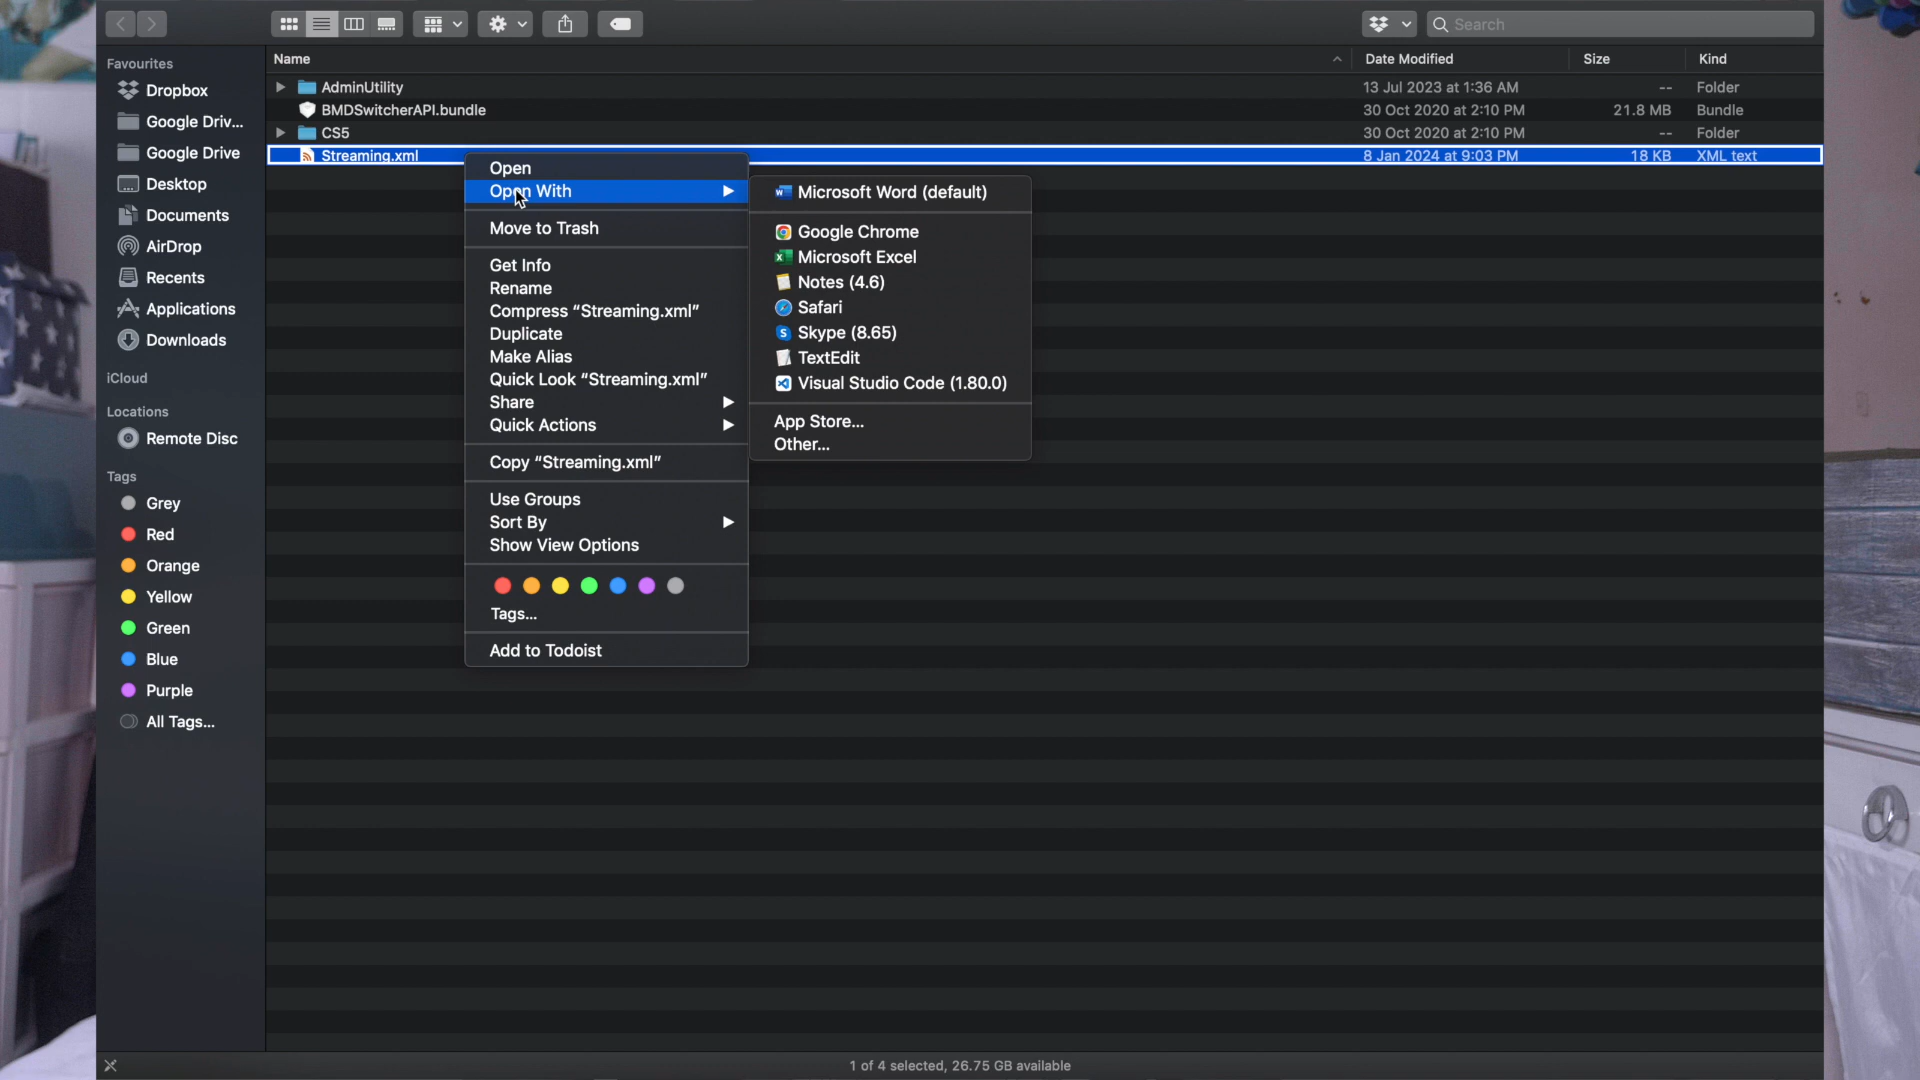 Search
Name
Date Modified
Size
Kind
Favourites
Dropbox
Google Driv...
Google Drive
Desktop
Documents
AirDrop
Recents
Applications
Downloads
iCloud
Locations
Remote Disc
Tags
Grey
Red
Orange
Yellow
Green
Blue
Purple
All Tags...
AdminUtility 13 Jul 2023 at 1:36 AM -- Folder
BMDSwitcherAPI.bundle 30 Oct 2020 at 2:10 PM 21.8 MB Bundle
CS5 30 Oct 2020 at 2:10 PM -- Folder
Streaming.xml 8 Jan 2024 at 9:03 PM 18 KB XML text
Open
Open With
Move to Trash
Get Info
Rename
Compress “Streaming.xml”
Duplicate
Make Alias
Quick Look “Streaming.xml”
Share
Quick Actions
Copy “Streaming.xml”
Use Groups
Sort By
Show View Options
Tags...
Add to Todoist
Microsoft Word (default)
Google Chrome
Microsoft Excel
Notes (4.6)
Safari
Skype (8.65)
TextEdit
Visual Studio Code (1.80.0)
App Store...
Other...
1 of 4 selected, 26.75 GB available